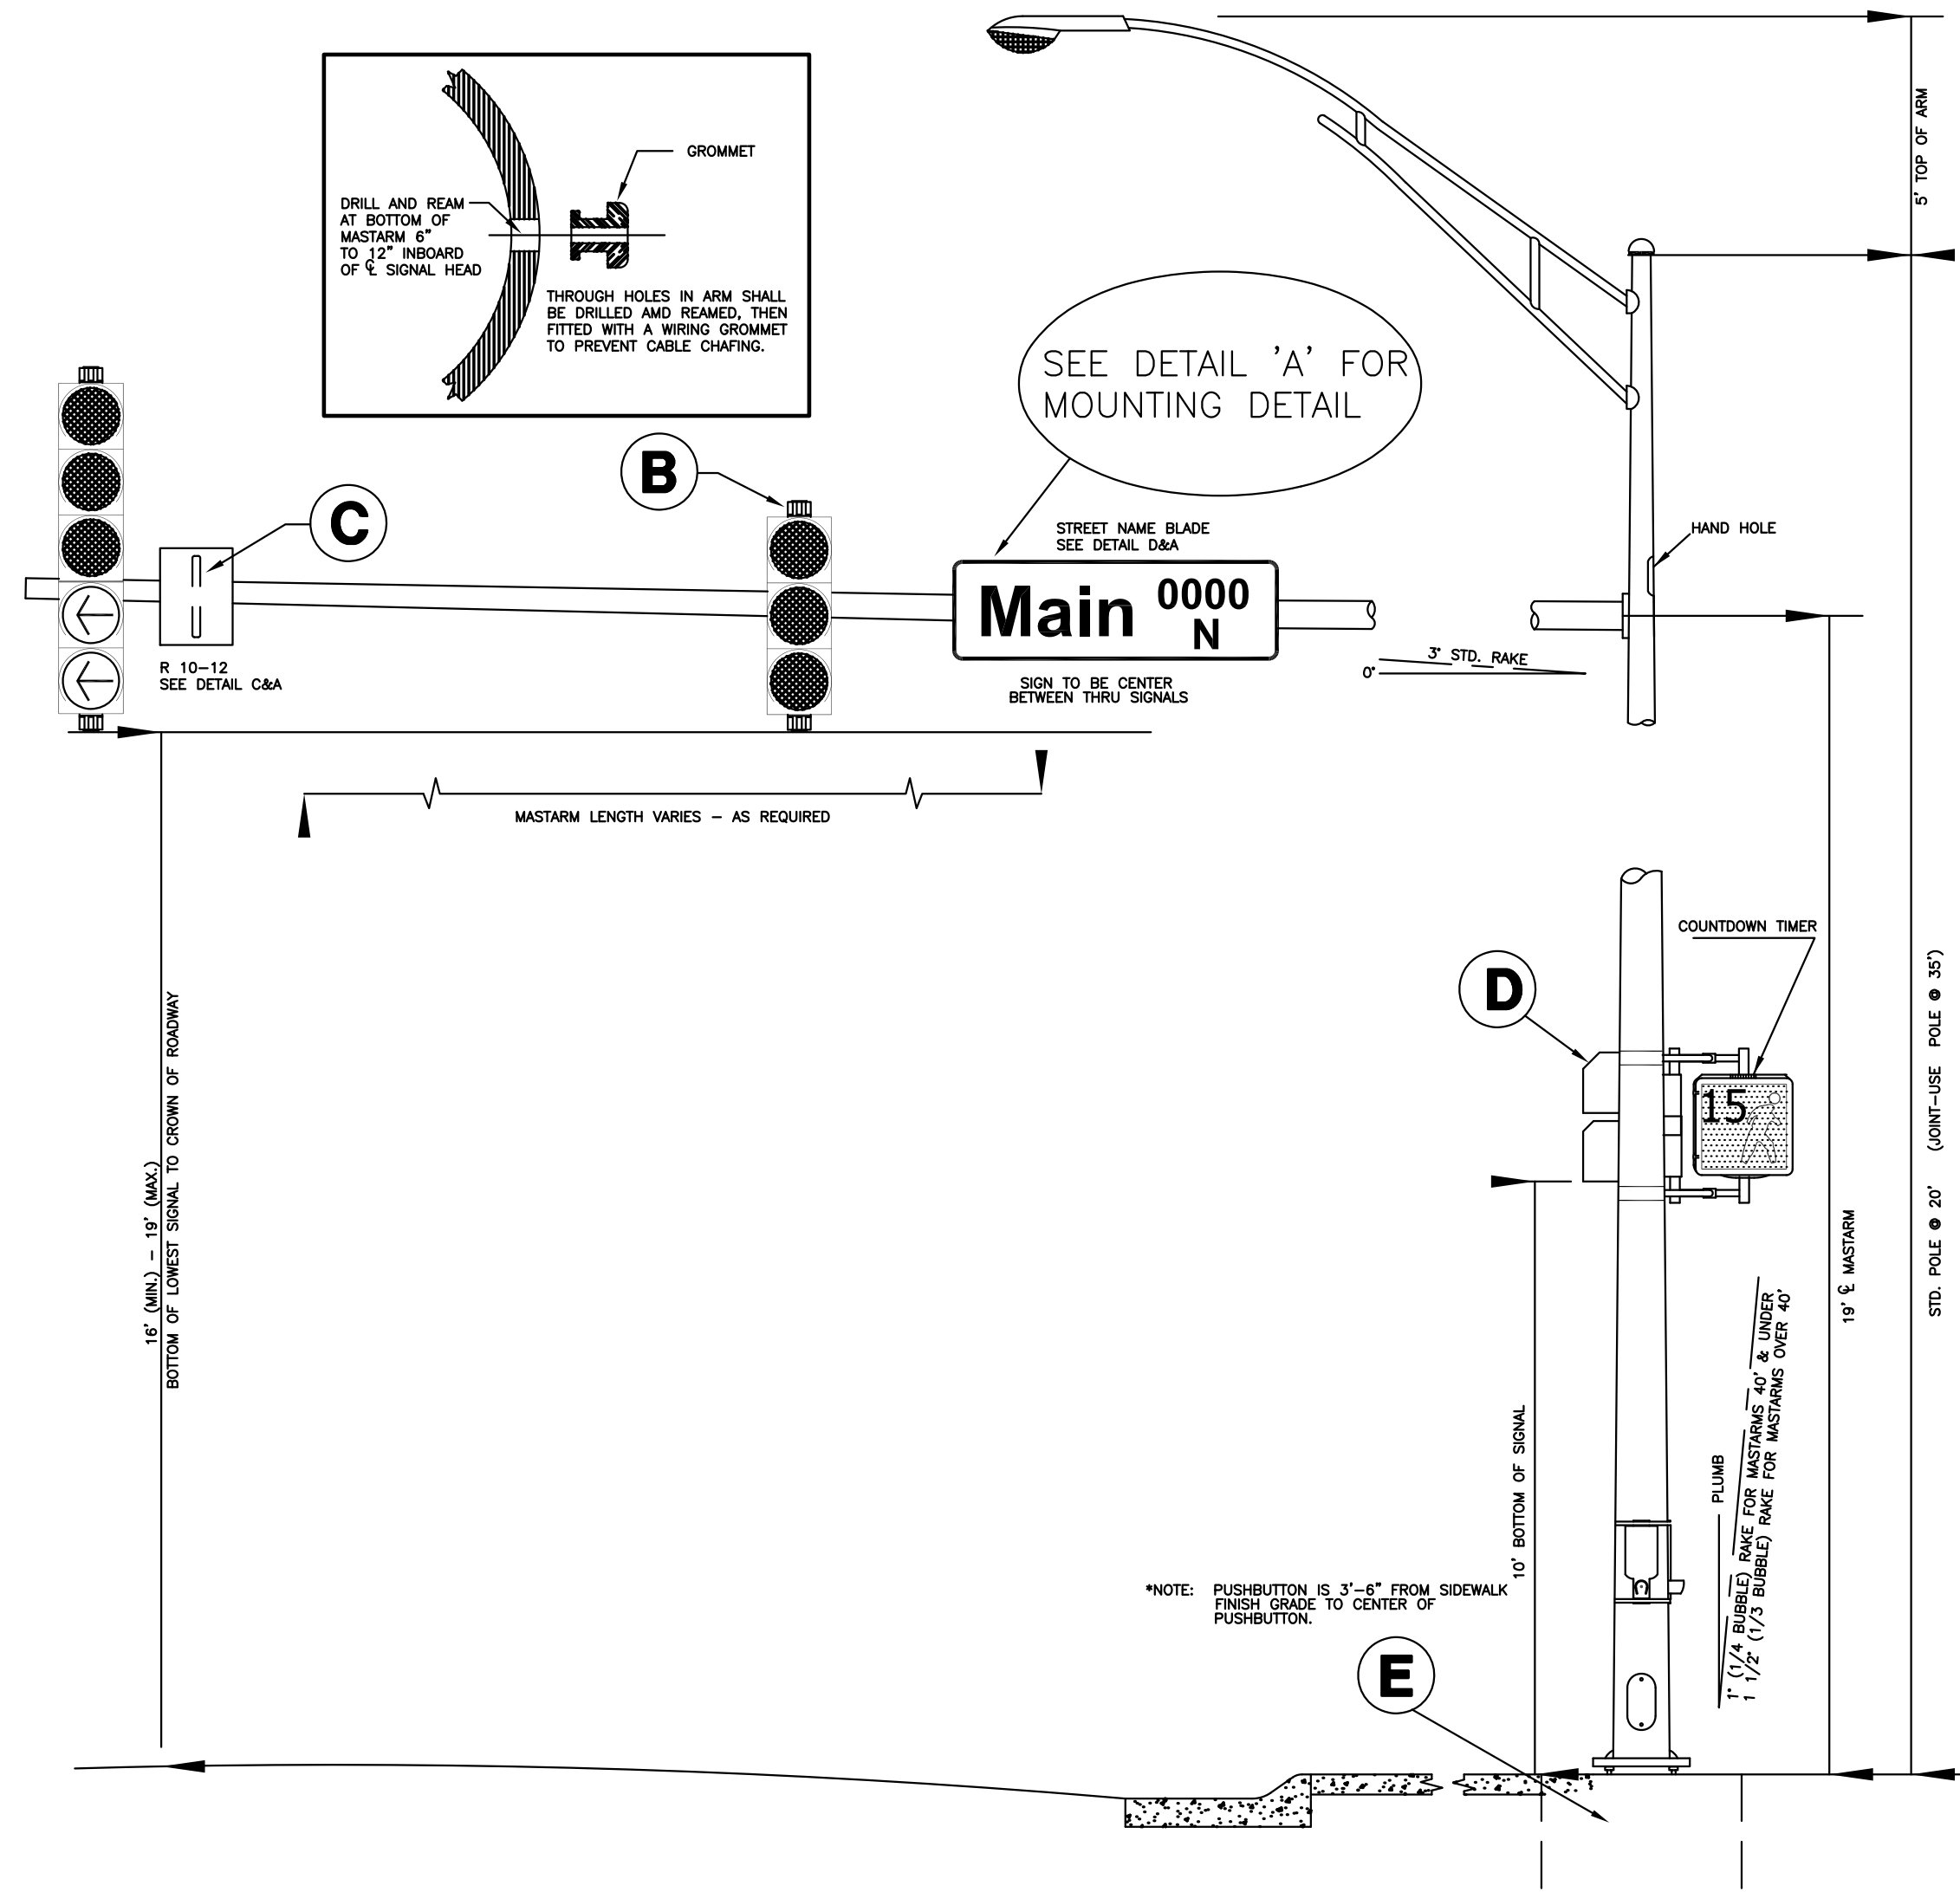 5' TOP OF ARM
GROMMET
DRILL AND REAM
AT BOTTOM OF
MASTARM 6"
TO 12" INBOARD
OF ℄ SIGNAL HEAD
THROUGH HOLES IN ARM SHALL
BE DRILLED AMD REAMED, THEN
FITTED WITH A WIRING GROMMET
TO PREVENT CABLE CHAFING.
SEE DETAIL 'A' FOR
MOUNTING DETAIL
B
C
STREET NAME BLADE
SEE DETAIL D&A
HAND HOLE
Main 0000
N
R 10-12
SEE DETAIL C&A
SIGN TO BE CENTER
BETWEEN THRU SIGNALS
3° STD. RAKE
0°
MASTARM LENGTH VARIES - AS REQUIRED
COUNTDOWN TIMER
D
15
16' (MIN.) - 19' (MAX.)
BOTTOM OF LOWEST SIGNAL TO CROWN OF ROADWAY
19' ℄ MASTARM
STD. POLE @ 20' (JOINT-USE POLE @ 35')
10' BOTTOM OF SIGNAL
PLUMB
1° (1/4 BUBBLE) RAKE FOR MASTARMS 40' & UNDER
1 1/2° (1/3 BUBBLE) RAKE FOR MASTARMS OVER 40'
*NOTE: PUSHBUTTON IS 3'-6" FROM SIDEWALK
FINISH GRADE TO CENTER OF
PUSHBUTTON.
E